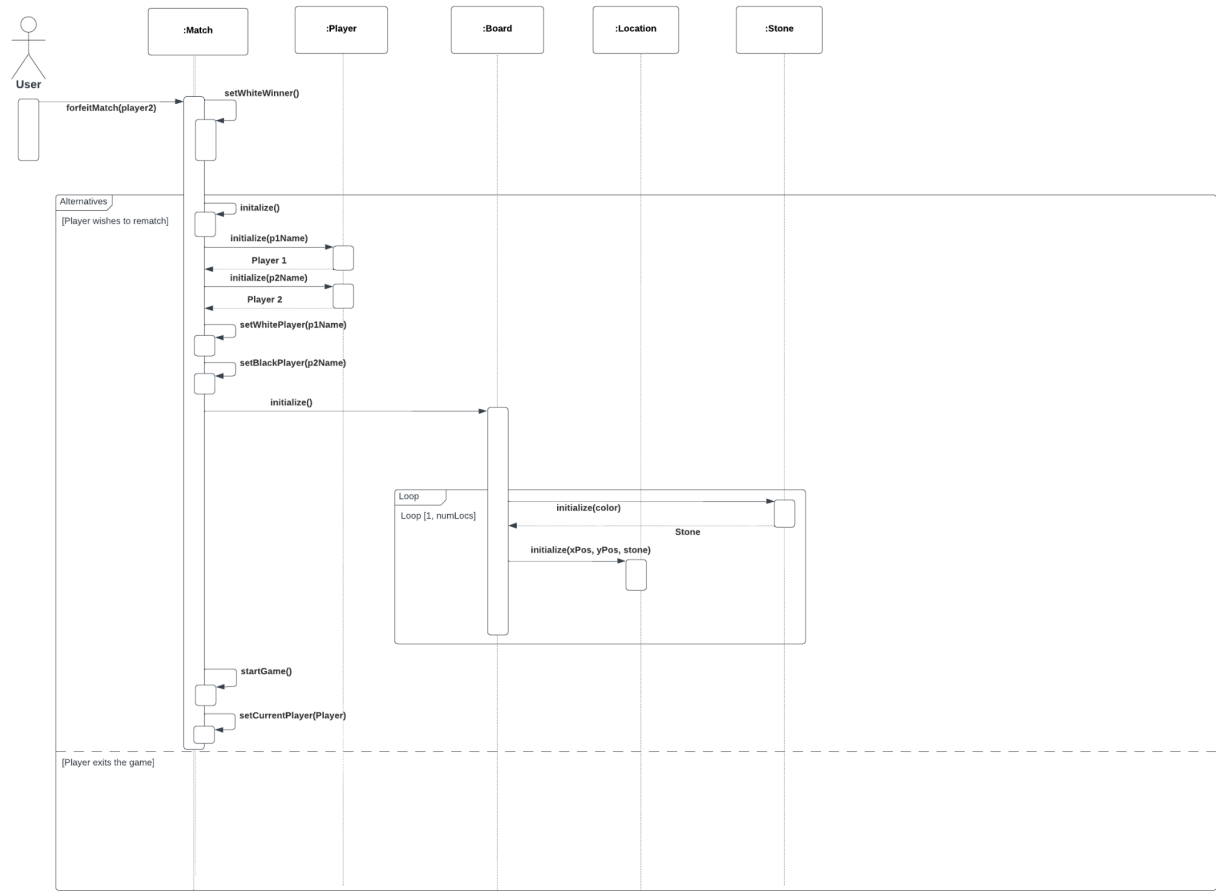 :Match
:Player
:Board
:Location
:Stone
User
setWhiteWinner()
forfeitMatch(player2)
Alternatives
[Player wishes to rematch]
initalize()
initialize(p1Name)
Player 1
initialize(p2Name)
Player 2
setWhitePlayer(p1Name)
setBlackPlayer(p2Name)
initialize()
Loop
Loop [1, numLocs]
initialize(color)
Stone
initialize(xPos, yPos, stone)
startGame()
setCurrentPlayer(Player)
[Player exits the game]